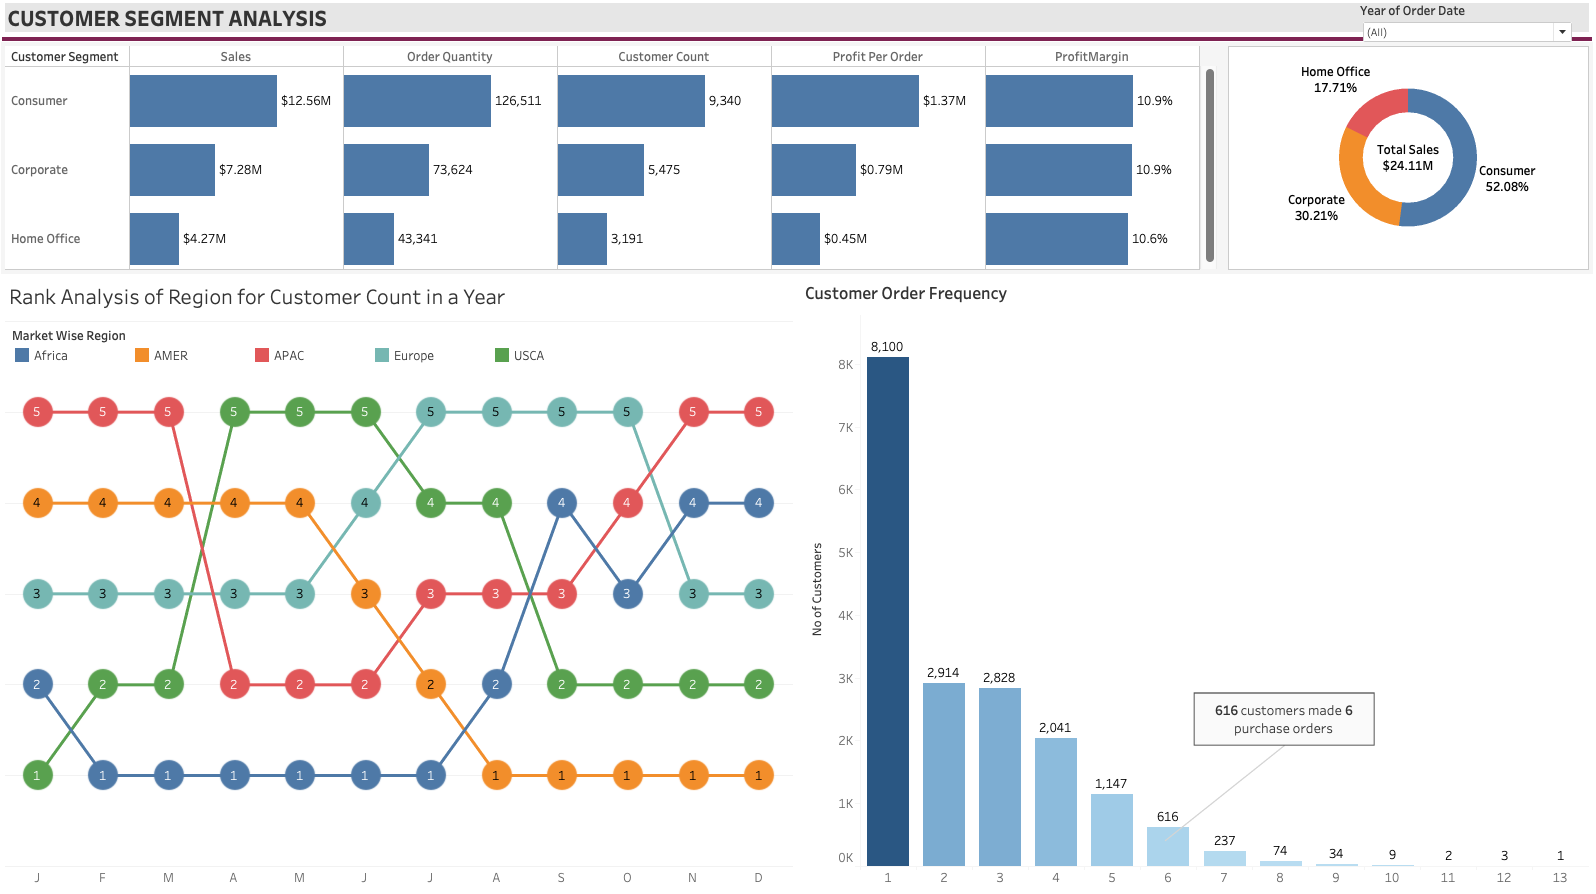 CUSTOMER SEGMENT ANALYSIS
Year of Order Date
(All)
Customer Segment Sales Order Quantity Customer Count Profit Per Order ProfitMargin
Consumer $12.56M 126,511 9,340 $1.37M 10.9%
Corporate $7.28M 73,624 5,475 $0.79M 10.9%
Home Office $4.27M 43,341 3,191 $0.45M 10.6%
Home Office
17.71%
Total Sales
$24.11M
Consumer
52.08%
Corporate
30.21%
Rank Analysis of Region for Customer Count in a Year
Market Wise Region
Africa AMER APAC Europe USCA
5 5 5 5 5 5 5 5 5 5 5 5
4 4 4 4 4 4 4 4 4 4 4 4
3 3 3 3 3 3 3 3 3 3 3 3
2 2 2 2 2 2 2 2 2 2 2 2
1 1 1 1 1 1 1 1 1 1 1 1
J F M A M J J A S O N D
Customer Order Frequency
No of Customers
8K
7K
6K
5K
4K
3K
2K
1K
0K
8,100
2,914
2,828
2,041
1,147
616
237
74
34
9
2
3
1
616 customers made 6
purchase orders
1 2 3 4 5 6 7 8 9 10 11 12 13